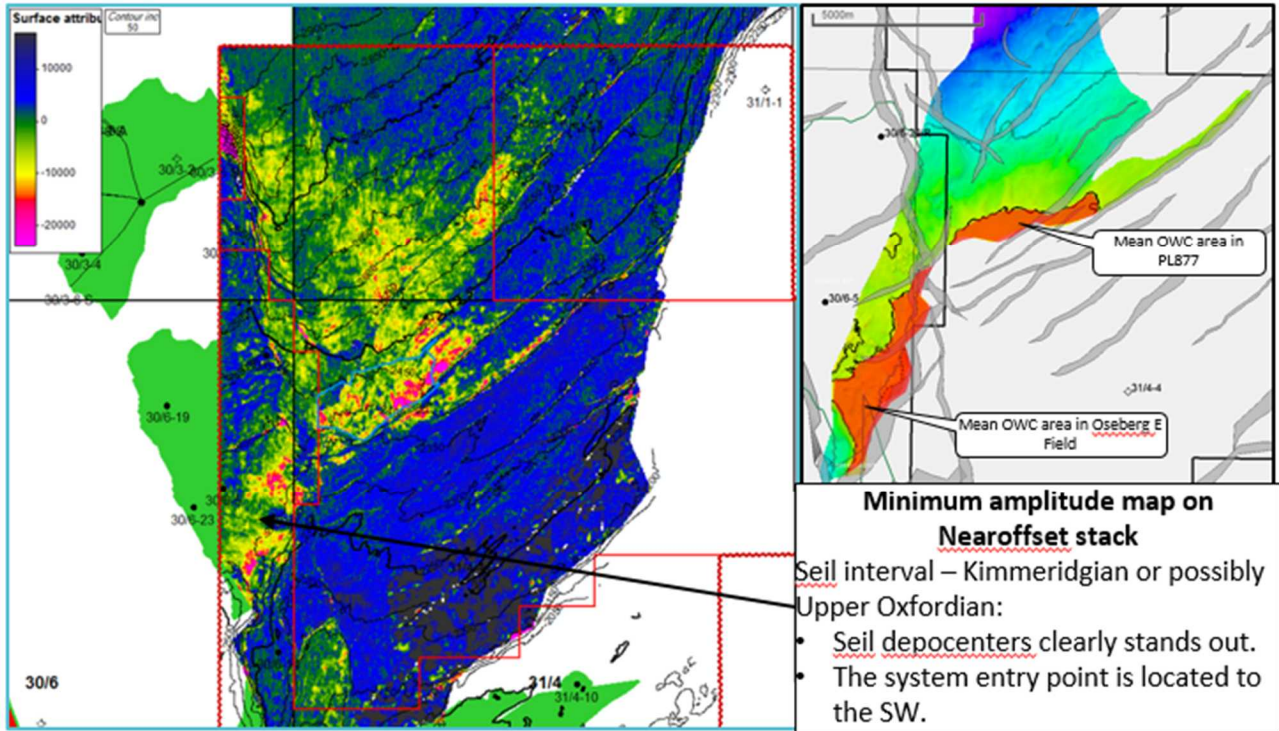 Surface attribu
Contour inc
50
10000
0
-10000
-20000
30/3-4
30/6-19
30/6-23
30/6
31/1-1
31/4
31/4-10
5000m
30/6-5
31/4-4
Mean OWC area in
PL877
Mean OWC area in Oseberg E
Field
Minimum amplitude map on
Nearoffset stack
Seil interval – Kimmeridgian or possibly
Upper Oxfordian:
• Seil depocenters clearly stands out.
• The system entry point is located to
the SW.